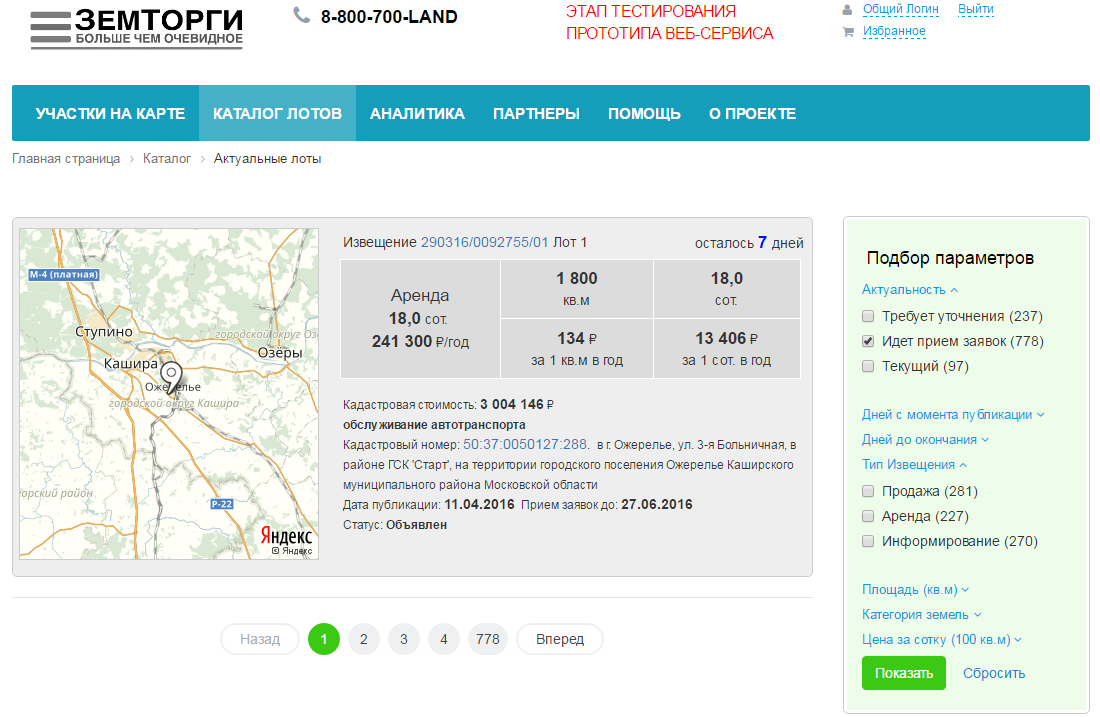 ЗЕМТОРГИ
БОЛЬШЕ ЧЕМ ОЧЕВИДНОЕ
8-800-700-LAND
ЭТАП ТЕСТИРОВАНИЯ
ПРОТОТИПА ВЕБ-СЕРВИСА
Общий Логин Выйти
Избранное
УЧАСТКИ НА КАРТЕ КАТАЛОГ ЛОТОВ АНАЛИТИКА ПАРТНЕРЫ ПОМОЩЬ О ПРОЕКТЕ
Главная страница > Каталог > Актуальные лоты
М-4 (платная)
Ступино
городской округ Оз
Озёры
Кашира
Ожерелье
городской округ Кашира
орский район
Р-22
Яндекс
© Яндекс
Извещение 290316/0092755/01 Лот 1
осталось 7 дней
Аренда
18,0 сот.
241 300 ₽/год
1 800
кв.м
18,0
сот.
134 ₽
за 1 кв.м в год
13 406 ₽
за 1 сот. в год
Кадастровая стоимость: 3 004 146 ₽
обслуживание автотранспорта
Кадастровый номер: 50:37:0050127:288. в г. Ожерелье, ул. 3-я Больничная, в
районе ГСК 'Старт', на территории городского поселения Ожерелье Каширского
муниципального района Московской области
Дата публикации: 11.04.2016 Прием заявок до: 27.06.2016
Статус: Объявлен
Назад 1 2 3 4 778 Вперед
Подбор параметров
Актуальность
Требует уточнения (237)
Идет прием заявок (778)
Текущий (97)
Дней с момента публикации
Дней до окончания
Тип Извещения
Продажа (281)
Аренда (227)
Информирование (270)
Площадь (кв.м)
Категория земель
Цена за сотку (100 кв.м)
Показать Сбросить